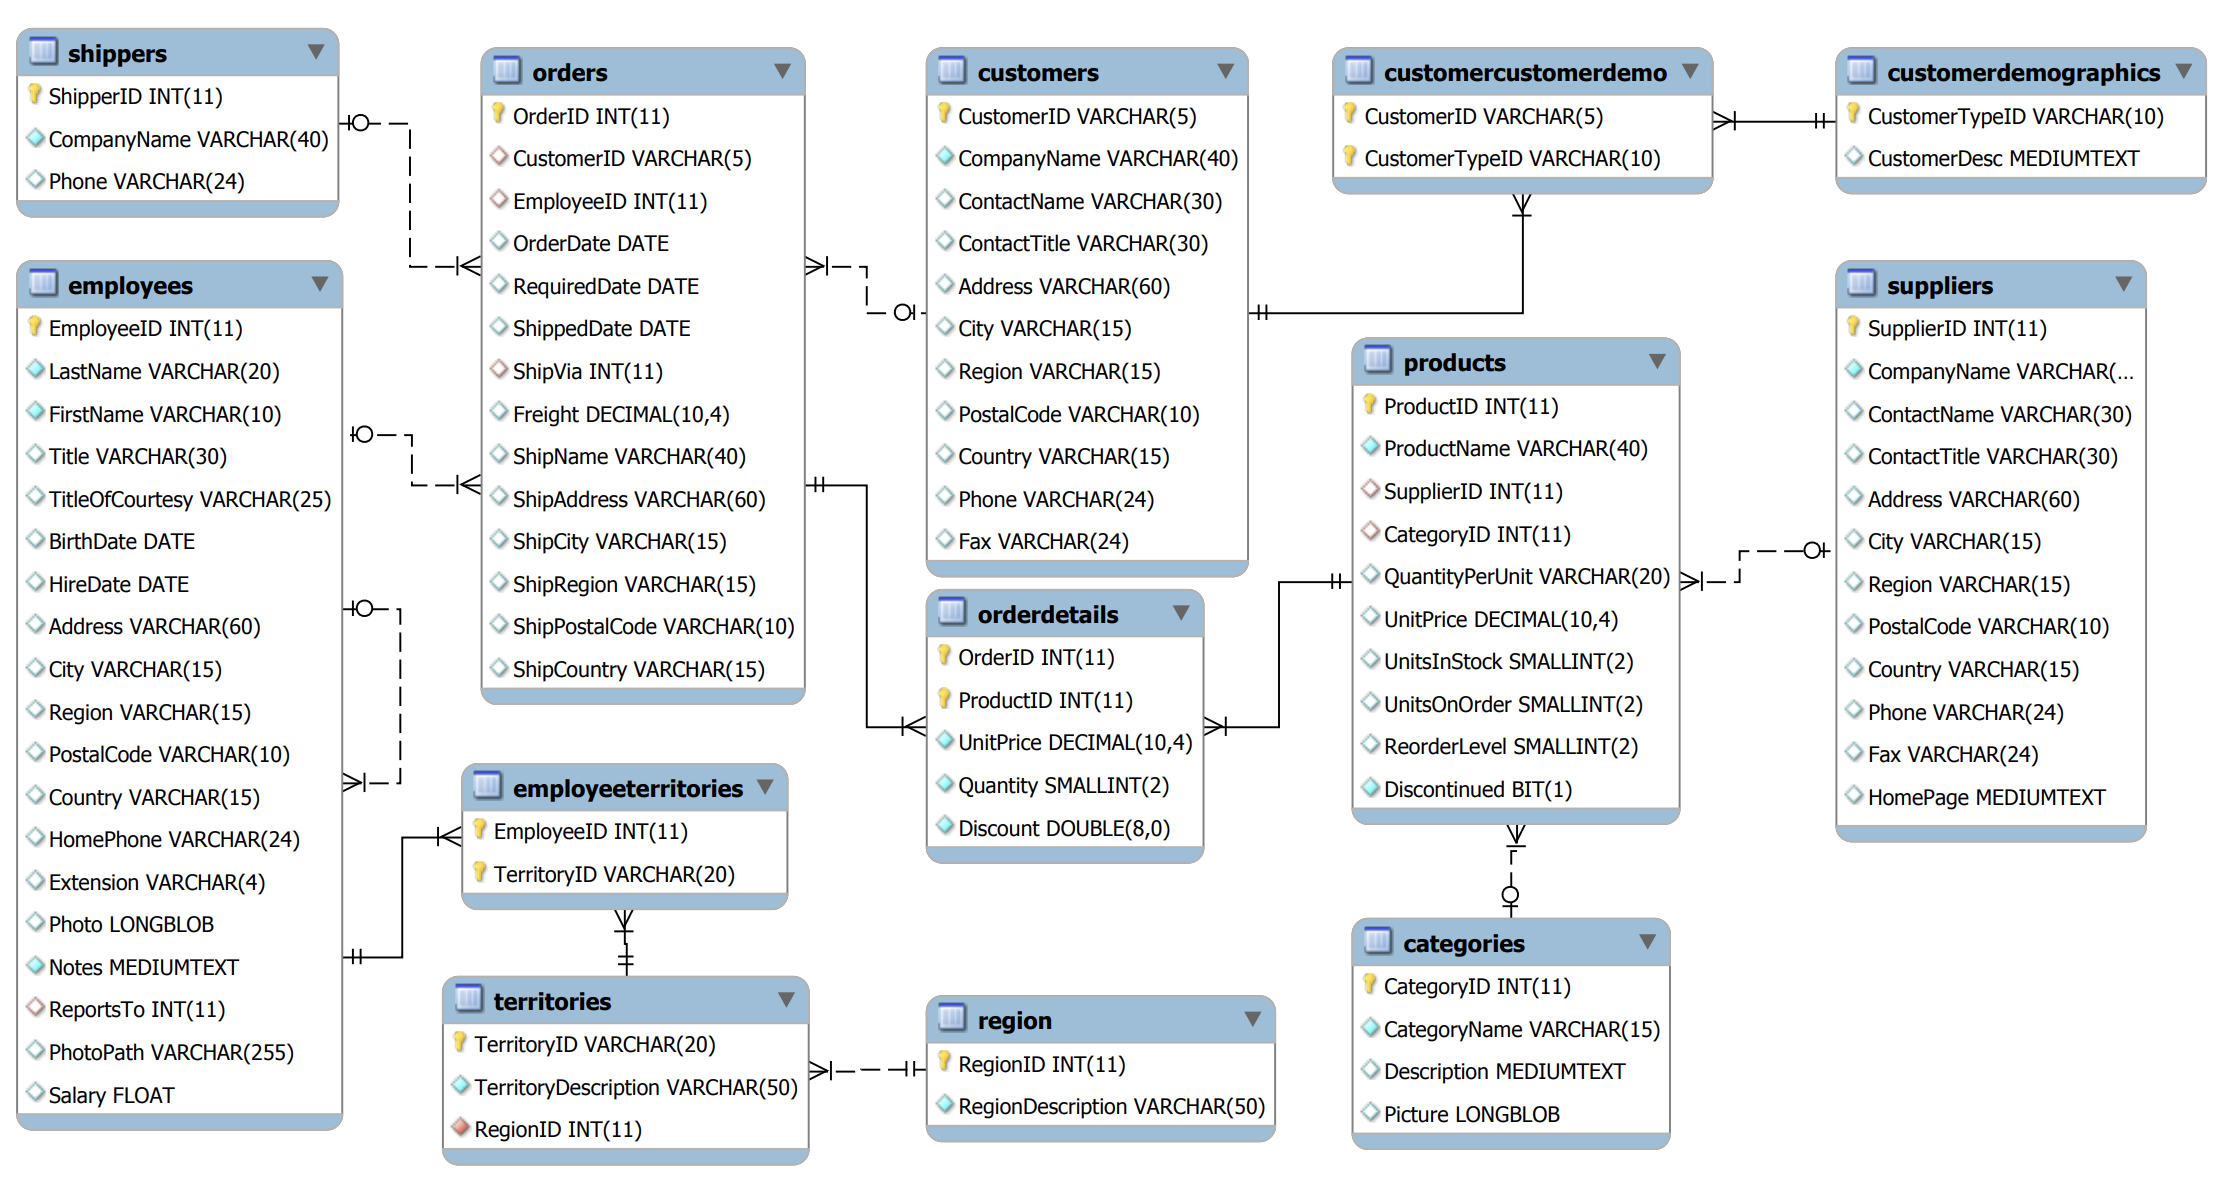 shippers
ShipperID INT(11)
CompanyName VARCHAR(40)
Phone VARCHAR(24)
employees
EmployeeID INT(11)
LastName VARCHAR(20)
FirstName VARCHAR(10)
Title VARCHAR(30)
TitleOfCourtesy VARCHAR(25)
BirthDate DATE
HireDate DATE
Address VARCHAR(60)
City VARCHAR(15)
Region VARCHAR(15)
PostalCode VARCHAR(10)
Country VARCHAR(15)
HomePhone VARCHAR(24)
Extension VARCHAR(4)
Photo LONGBLOB
Notes MEDIUMTEXT
ReportsTo INT(11)
PhotoPath VARCHAR(255)
Salary FLOAT
orders
OrderID INT(11)
CustomerID VARCHAR(5)
EmployeeID INT(11)
OrderDate DATE
RequiredDate DATE
ShippedDate DATE
ShipVia INT(11)
Freight DECIMAL(10,4)
ShipName VARCHAR(40)
ShipAddress VARCHAR(60)
ShipCity VARCHAR(15)
ShipRegion VARCHAR(15)
ShipPostalCode VARCHAR(10)
ShipCountry VARCHAR(15)
employeeterritories
EmployeeID INT(11)
TerritoryID VARCHAR(20)
territories
TerritoryID VARCHAR(20)
TerritoryDescription VARCHAR(50)
RegionID INT(11)
customers
CustomerID VARCHAR(5)
CompanyName VARCHAR(40)
ContactName VARCHAR(30)
ContactTitle VARCHAR(30)
Address VARCHAR(60)
City VARCHAR(15)
Region VARCHAR(15)
PostalCode VARCHAR(10)
Country VARCHAR(15)
Phone VARCHAR(24)
Fax VARCHAR(24)
orderdetails
OrderID INT(11)
ProductID INT(11)
UnitPrice DECIMAL(10,4)
Quantity SMALLINT(2)
Discount DOUBLE(8,0)
region
RegionID INT(11)
RegionDescription VARCHAR(50)
customercustomerdemo
CustomerID VARCHAR(5)
CustomerTypeID VARCHAR(10)
products
ProductID INT(11)
ProductName VARCHAR(40)
SupplierID INT(11)
CategoryID INT(11)
QuantityPerUnit VARCHAR(20)
UnitPrice DECIMAL(10,4)
UnitsInStock SMALLINT(2)
UnitsOnOrder SMALLINT(2)
ReorderLevel SMALLINT(2)
Discontinued BIT(1)
categories
CategoryID INT(11)
CategoryName VARCHAR(15)
Description MEDIUMTEXT
Picture LONGBLOB
customerdemographics
CustomerTypeID VARCHAR(10)
CustomerDesc MEDIUMTEXT
suppliers
SupplierID INT(11)
CompanyName VARCHAR(...
ContactName VARCHAR(30)
ContactTitle VARCHAR(30)
Address VARCHAR(60)
City VARCHAR(15)
Region VARCHAR(15)
PostalCode VARCHAR(10)
Country VARCHAR(15)
Phone VARCHAR(24)
Fax VARCHAR(24)
HomePage MEDIUMTEXT